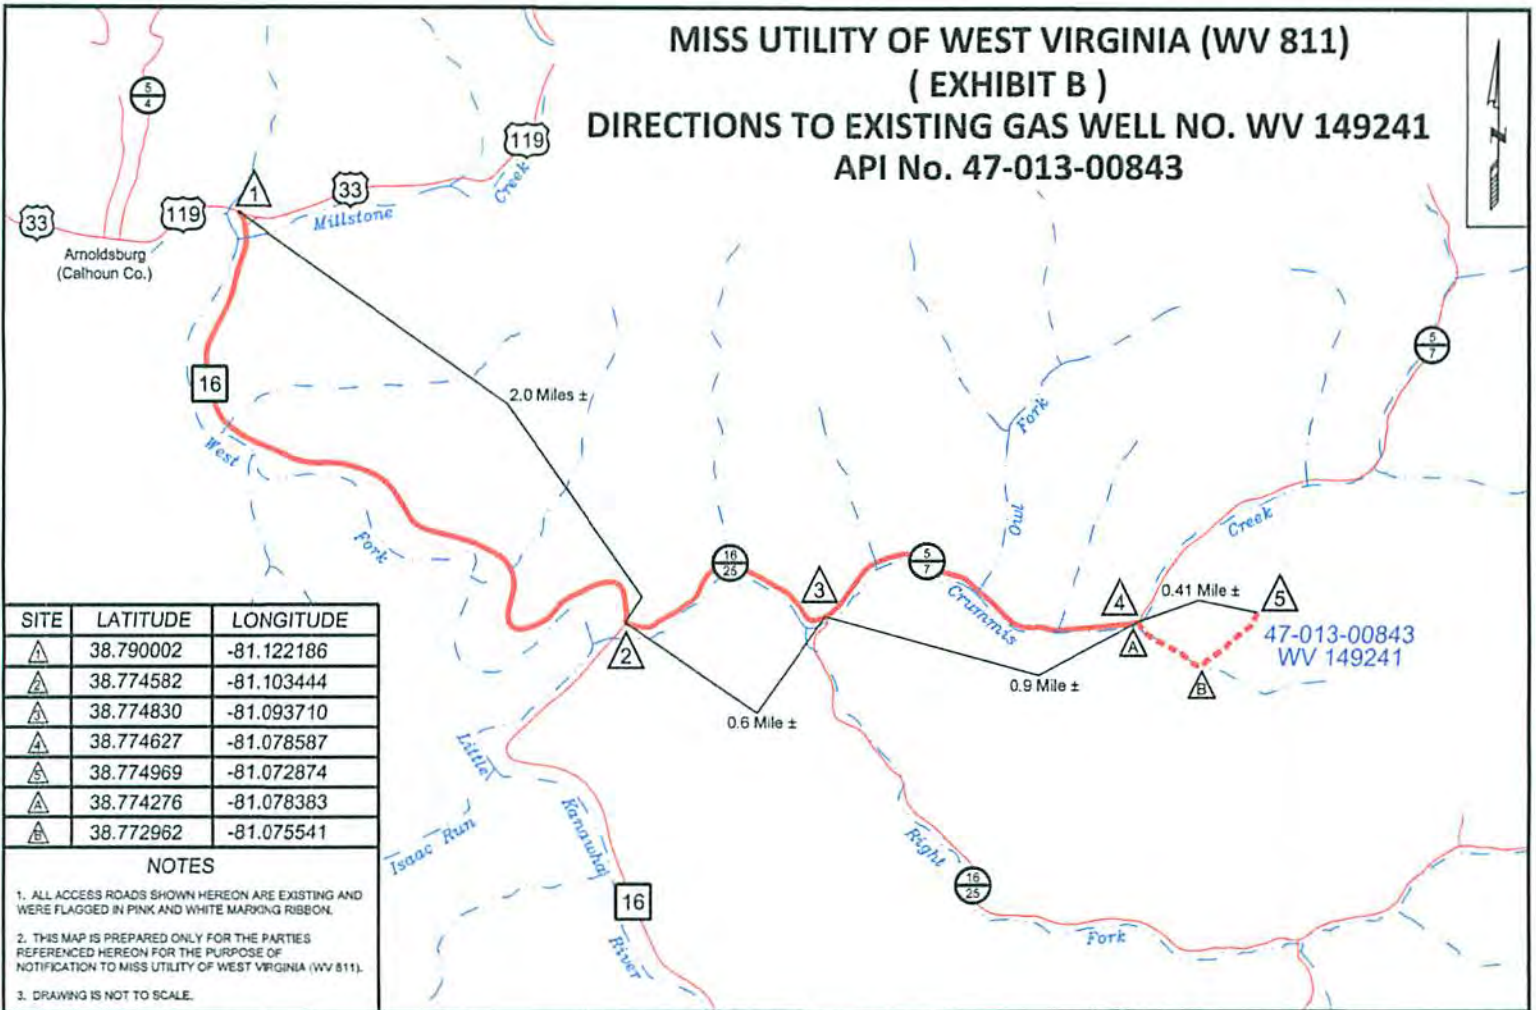 MISS UTILITY OF WEST VIRGINIA (WV 811)
( EXHIBIT B )
DIRECTIONS TO EXISTING GAS WELL NO. WV 149241
API No. 47-013-00843
N
5
4
119
33
119
33
1
Millstone
Creek
Arnoldsburg
(Calhoun Co.)
16
2.0 Miles ±
West
Fork
5
7
Fork
Owl
Creek
16
25
3
5
7
Crummis
4
0.41 Mile ±
5
A
47-013-00843
WV 149241
B
2
0.6 Mile ±
0.9 Mile ±
Little
Kanawha
River
Isaac Run
16
Right
16
25
Fork
SITE LATITUDE LONGITUDE
1 38.790002 -81.122186
2 38.774582 -81.103444
3 38.774830 -81.093710
4 38.774627 -81.078587
5 38.774969 -81.072874
A 38.774276 -81.078383
B 38.772962 -81.075541
NOTES
1. ALL ACCESS ROADS SHOWN HEREON ARE EXISTING AND
WERE FLAGGED IN PINK AND WHITE MARKING RIBBON.
2. THIS MAP IS PREPARED ONLY FOR THE PARTIES
REFERENCED HEREON FOR THE PURPOSE OF
NOTIFICATION TO MISS UTILITY OF WEST VIRGINIA (WV 811).
3. DRAWING IS NOT TO SCALE.